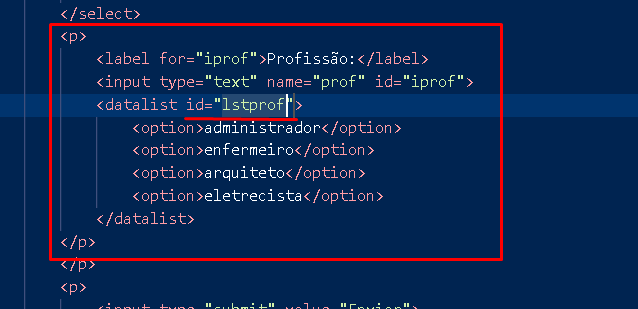 </select>
<p>
<label for="iprof">Profissão:</label>
<input type="text" name="prof" id="iprof">
<datalist id="lstprof">
<option>administrador</option>
<option>enfermeiro</option>
<option>arquiteto</option>
<option>eletrecista</option>
</datalist>
</p>
</p>
<p>
<input type="submit" value="Enviar">